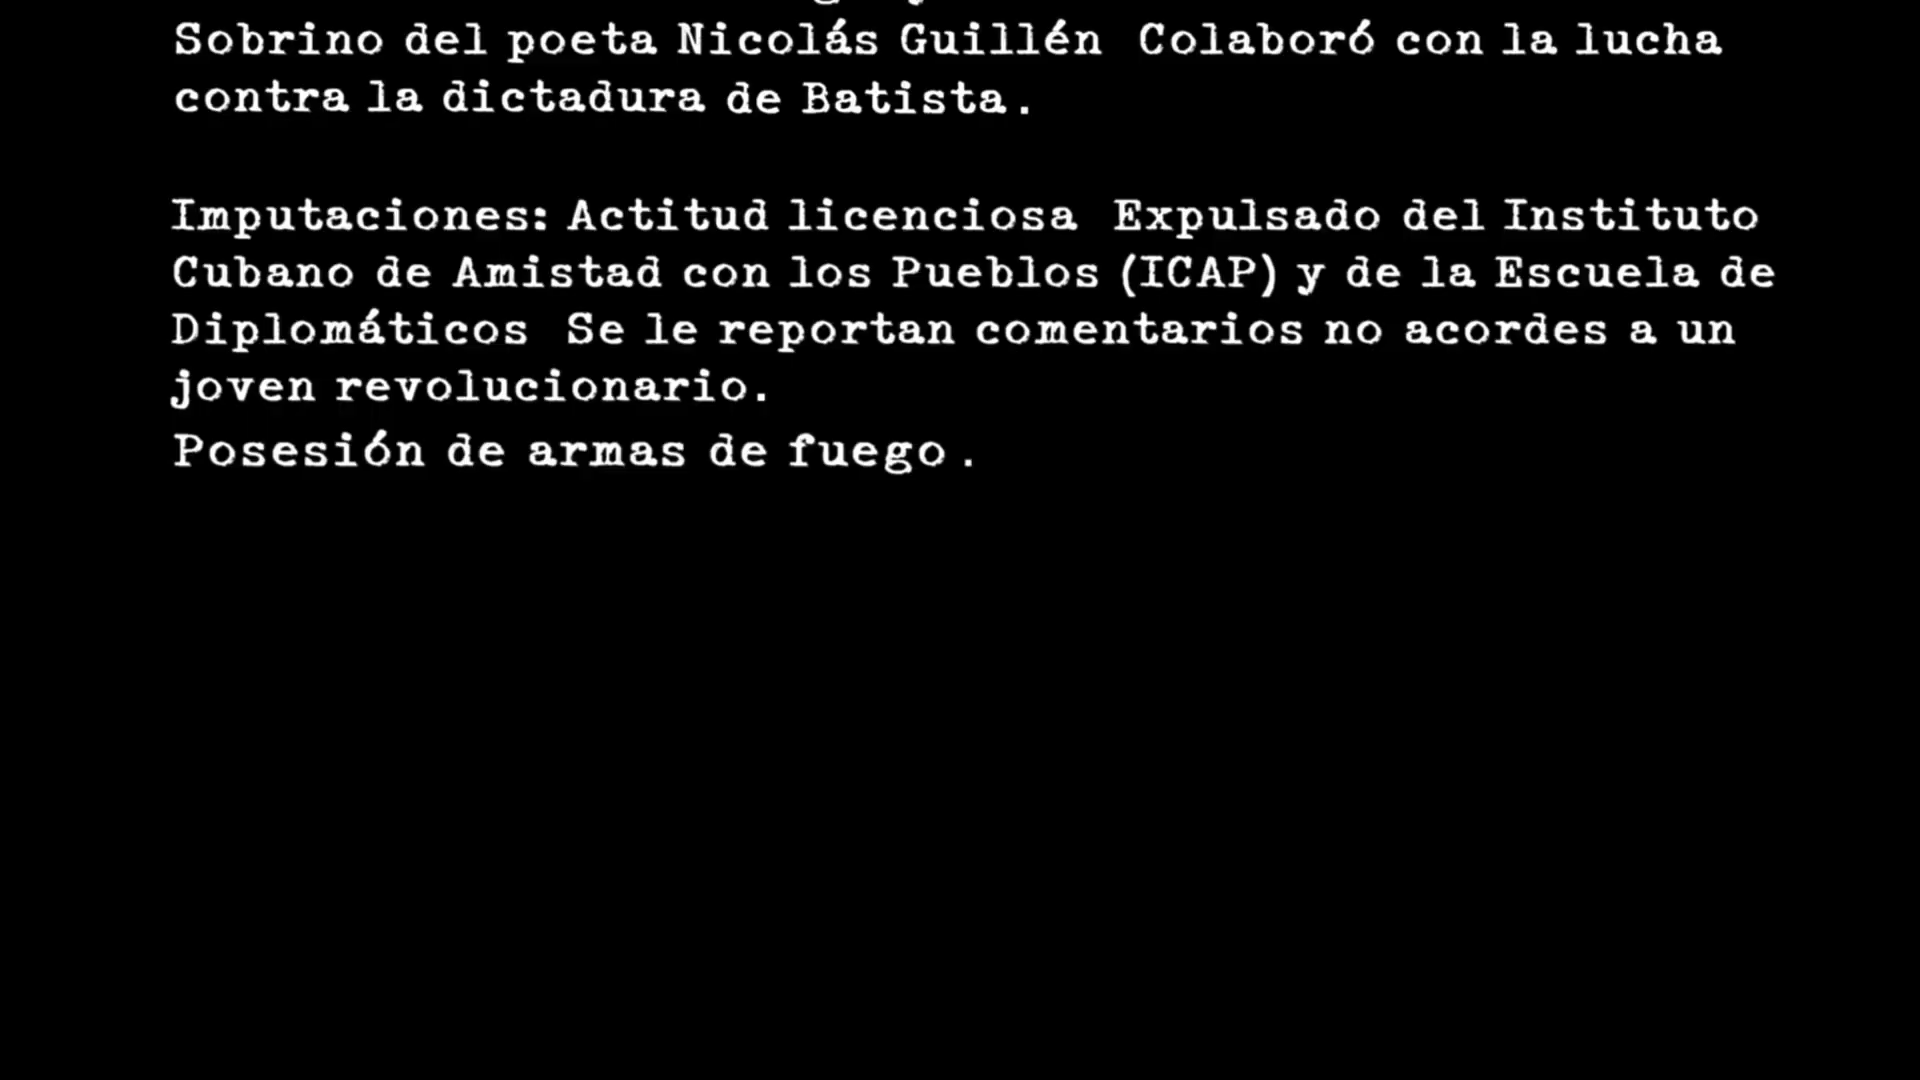 Sobrino del poeta Nicolás Guillén  Colaboró con la lucha
contra la dictadura de Batista.
Imputaciones: Actitud licenciosa  Expulsado del Instituto
Cubano de Amistad con los Pueblos (ICAP) y de la Escuela de
Diplomáticos  Se le reportan comentarios no acordes a un
joven revolucionario.
Posesión de armas de fuego .